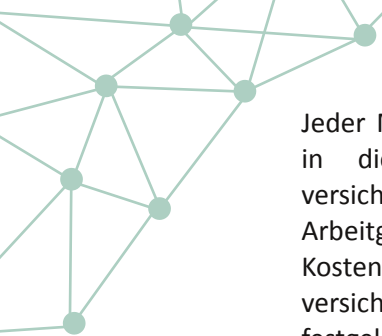 Jeder
in die
versich
Arbeitg
Kosten
versich